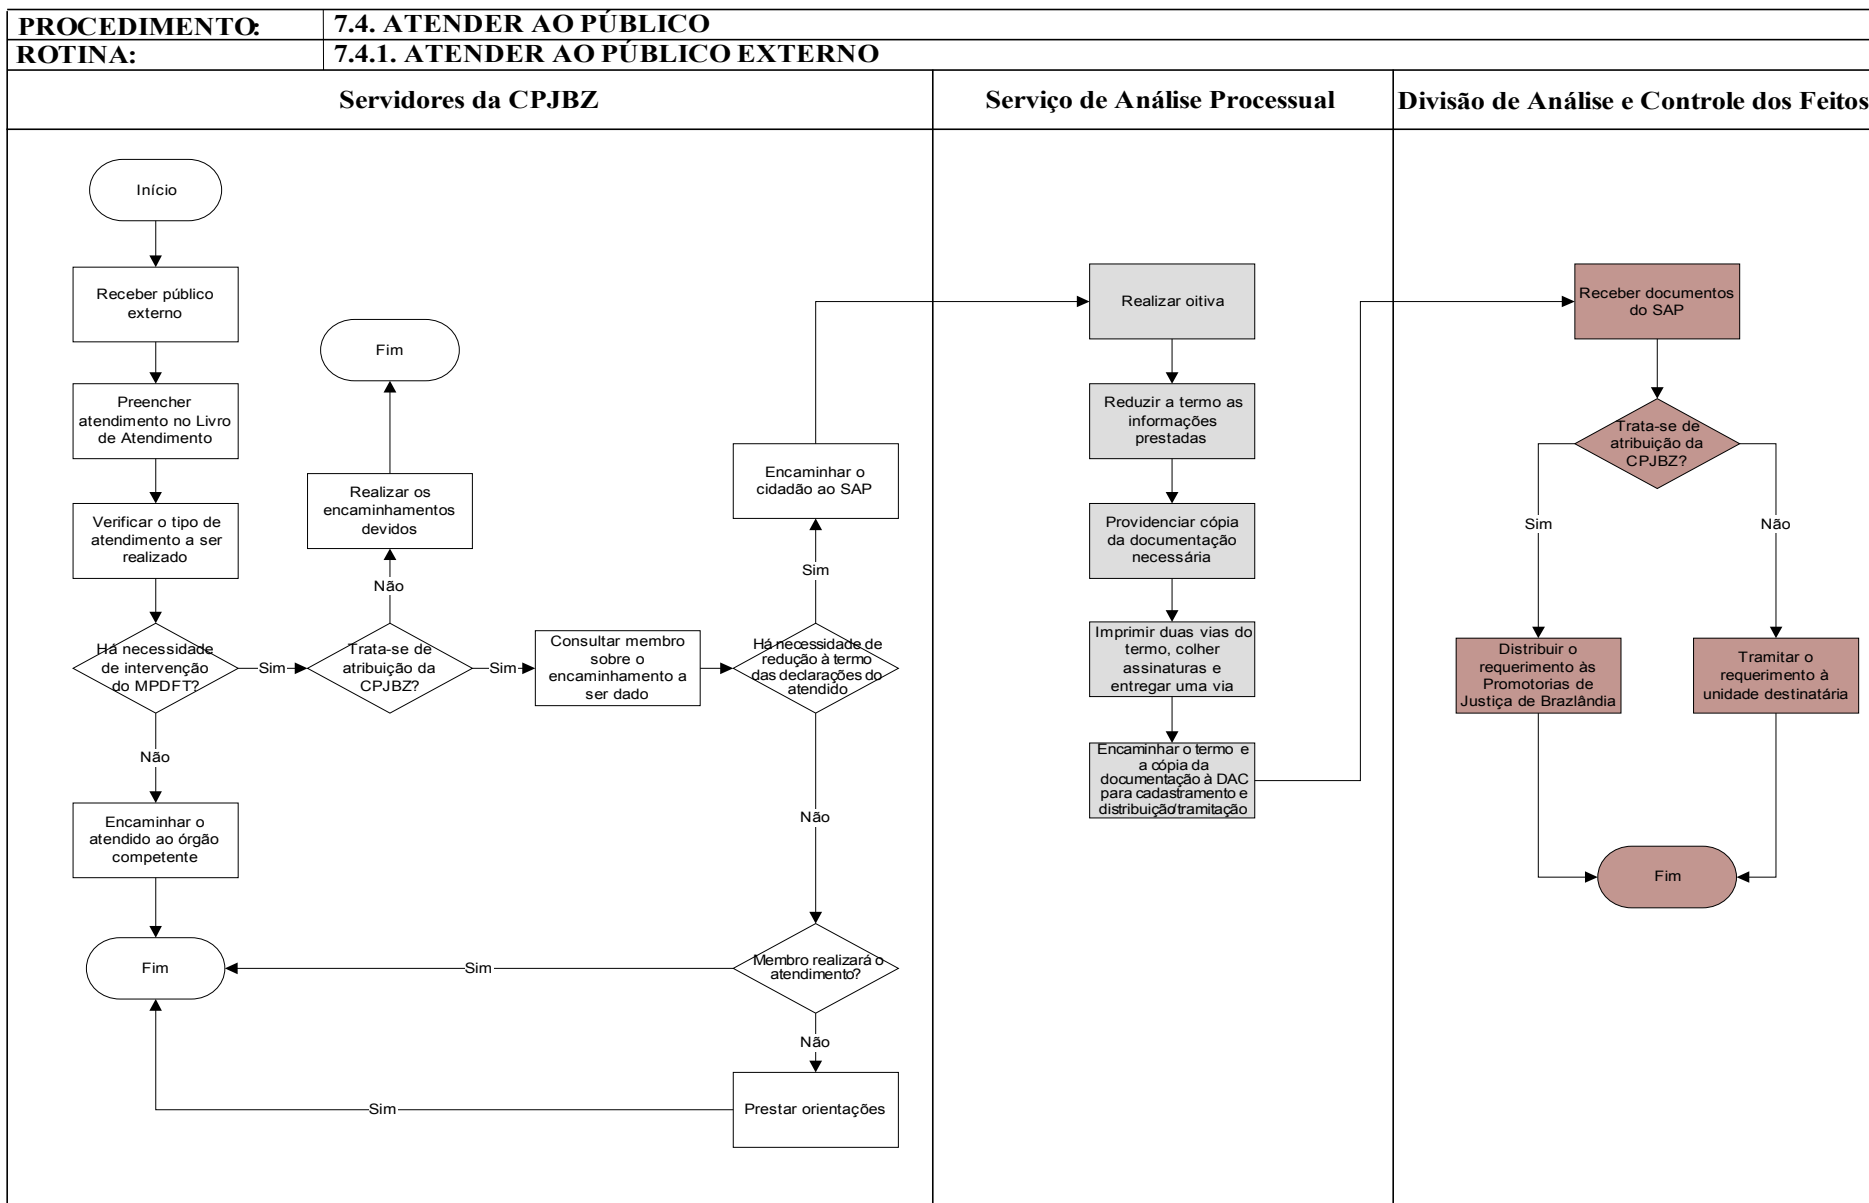 PROCEDIMENTO:
7.4. ATENDER AO PÚBLICO
ROTINA:
7.4.1. ATENDER AO PÚBLICO EXTERNO
Servidores da CPJBZ
Serviço de Análise Processual
Divisão de Análise e Controle dos Feitos
Início
Receber público
externo
Preencher
atendimento no Livro
de Atendimento
Verificar o tipo de
atendimento a ser
realizado
Há necessidade
de intervenção
do MPDFT?
Sim
Não
Encaminhar o
atendido ao órgão
competente
Fim
Trata-se de
atribuição da
CPJBZ?
Não
Realizar os
encaminhamentos
devidos
Fim
Sim
Consultar membro
sobre o
encaminhamento a
ser dado
Há necessidade de
redução à termo
das declarações do
atendido
Sim
Encaminhar o
cidadão ao SAP
Não
Membro realizará o
atendimento?
Sim
Não
Prestar orientações
Sim
Realizar oitiva
Reduzir a termo as
informações
prestadas
Providenciar cópia
da documentação
necessária
Imprimir duas vias do
termo, colher
assinaturas e
entregar uma via
Encaminhar o termo e
a cópia da
documentação à DAC
para cadastramento e
distribuição/tramitação
Receber documentos
do SAP
Trata-se de
atribuição da
CPJBZ?
Sim
Não
Distribuir o
requerimento às
Promotorias de
Justiça de Brazlândia
Tramitar o
requerimento à
unidade destinatária
Fim